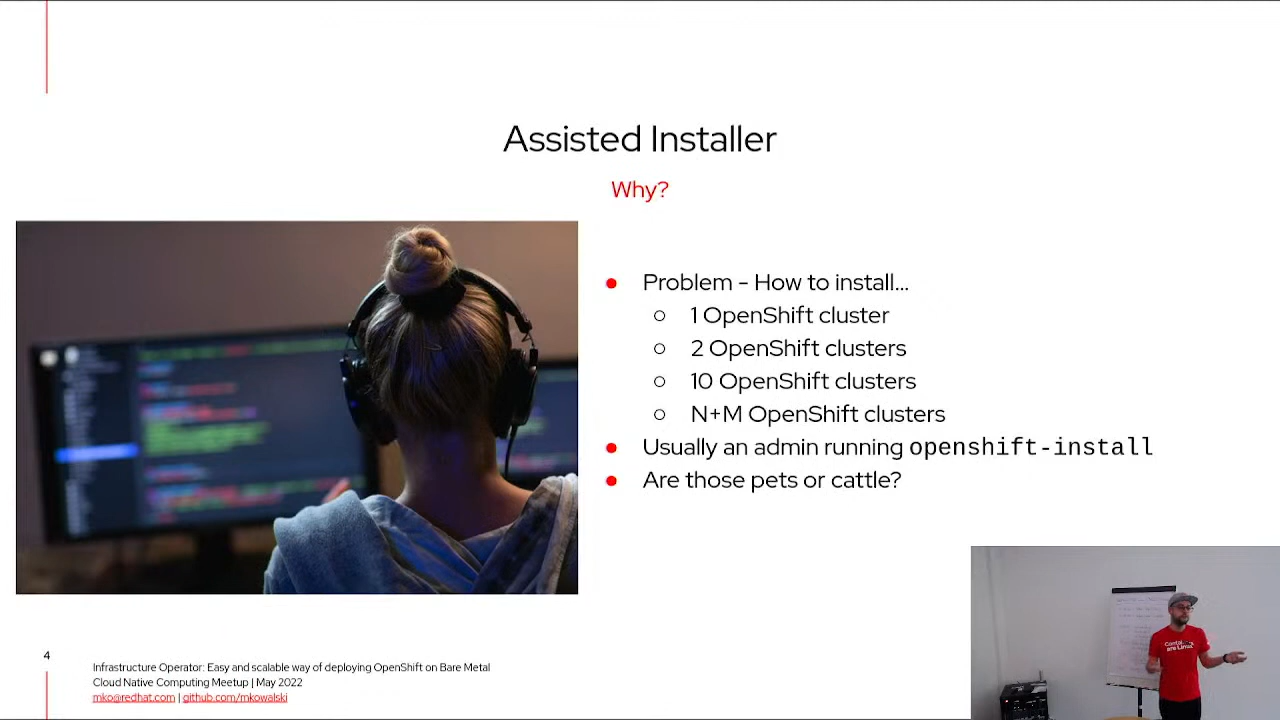 Assisted Installer
Why?
Problem - How to install...
1 OpenShift cluster
2 OpenShift clusters
10 OpenShift clusters
N+M OpenShift clusters
Usually an admin running openshift-install
Are those pets or cattle?
4
Infrastructure Operator: Easy and scalable way of deploying OpenShift on Bare Metal
Cloud Native Computing Meetup | May 2022
mko@redhat.com | github.com/mkowalski
are Linux